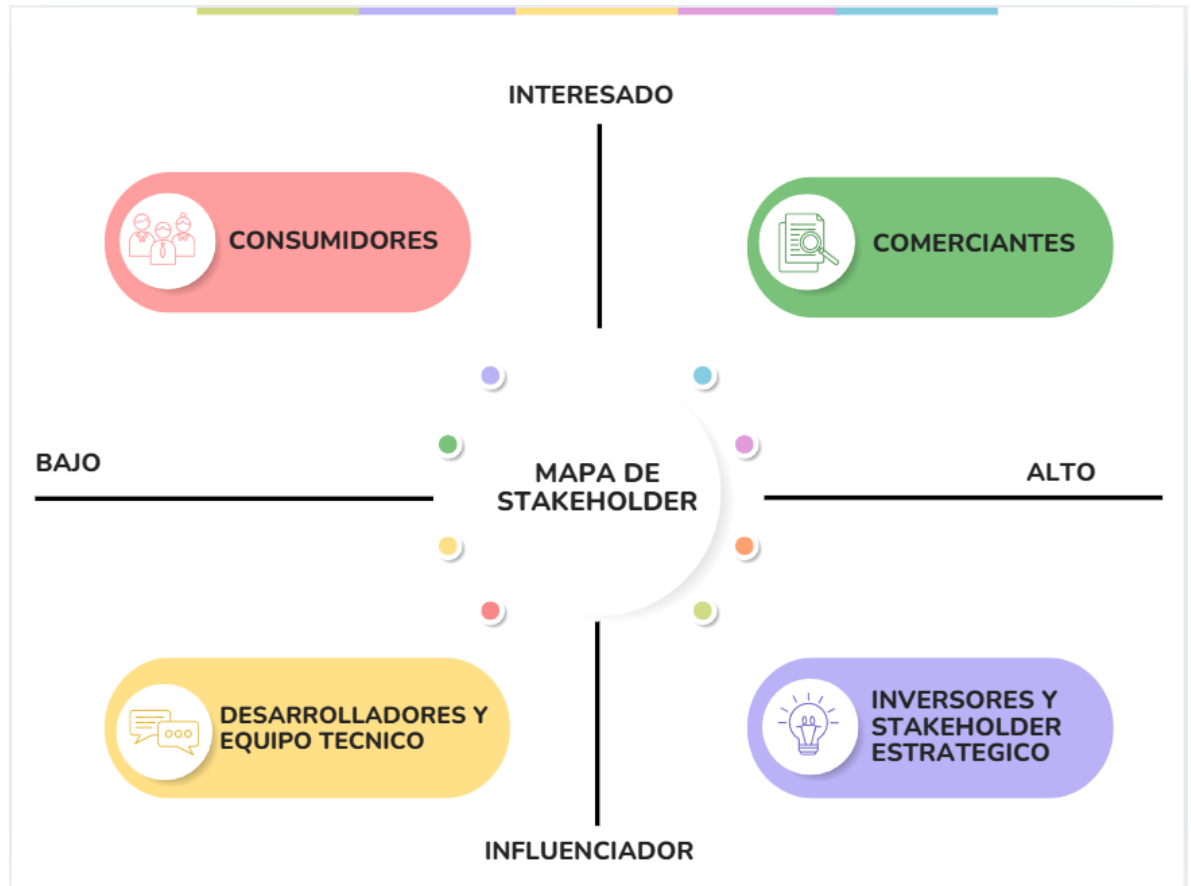 INTERESADO
CONSUMIDORES
COMERCIANTES
BAJO
MAPA DE
STAKEHOLDER
ALTO
DESARROLLADORES Y
EQUIPO TECNICO
INVERSORES Y
STAKEHOLDER
ESTRATEGICO
INFLUENCIADOR